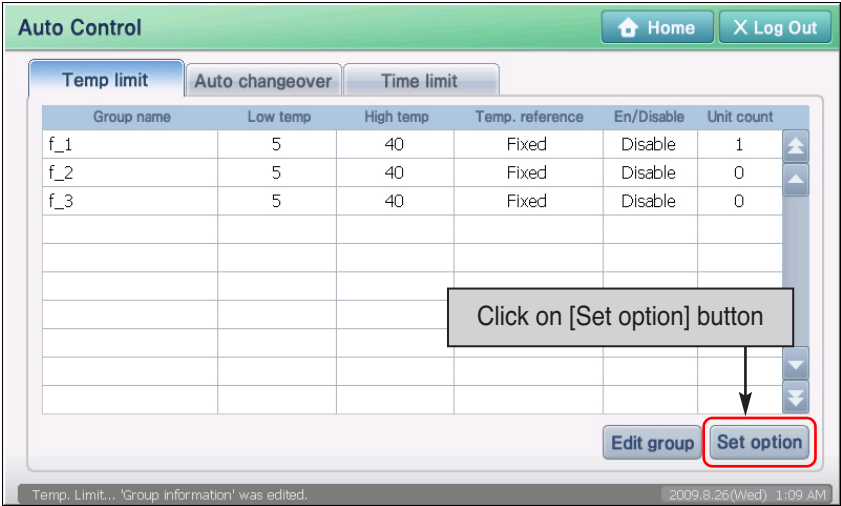 Auto Control Home X Log Out
Temp limit Auto changeover Time limit
Group name Low temp High temp Temp. reference En/Disable Unit count
f_1 5 40 Fixed Disable 1
f_2 5 40 Fixed Disable 0
f_3 5 40 Fixed Disable 0
Click on [Set option] button
Edit group Set option
Temp. Limit... 'Group information' was edited. 2009.8.26(Wed) 1:09 AM